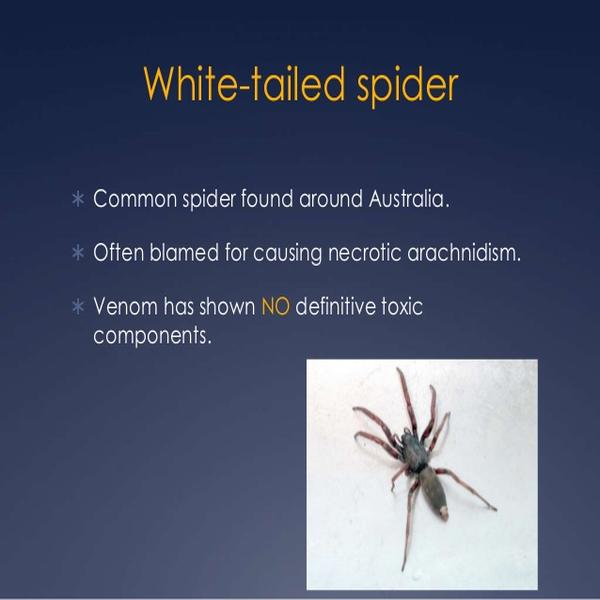 White-tailed spider
Common spider found around Australia.
Often blamed for causing necrotic arachnidism.
Venom has shown NO definitive toxic
components.